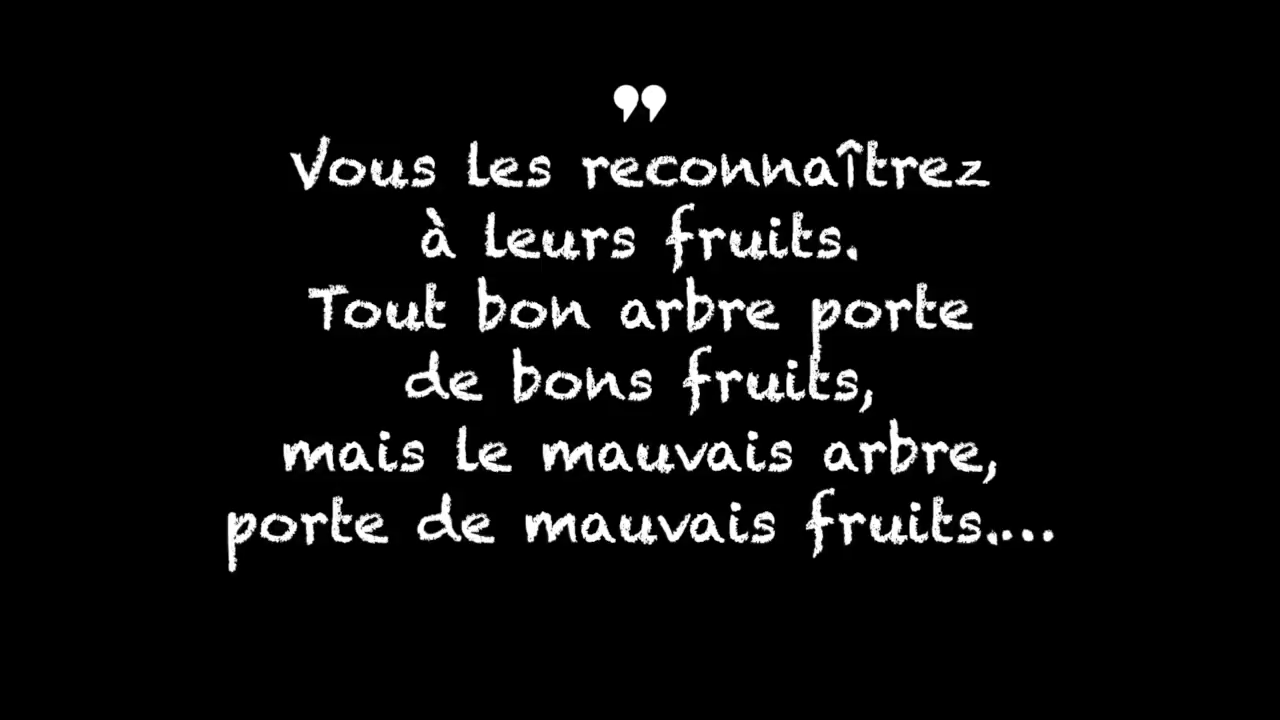 ”
Vous les reconnaîtrez
à leurs fruits.
Tout bon arbre porte
de bons fruits,
mais le mauvais arbre,
porte de mauvais fruits....